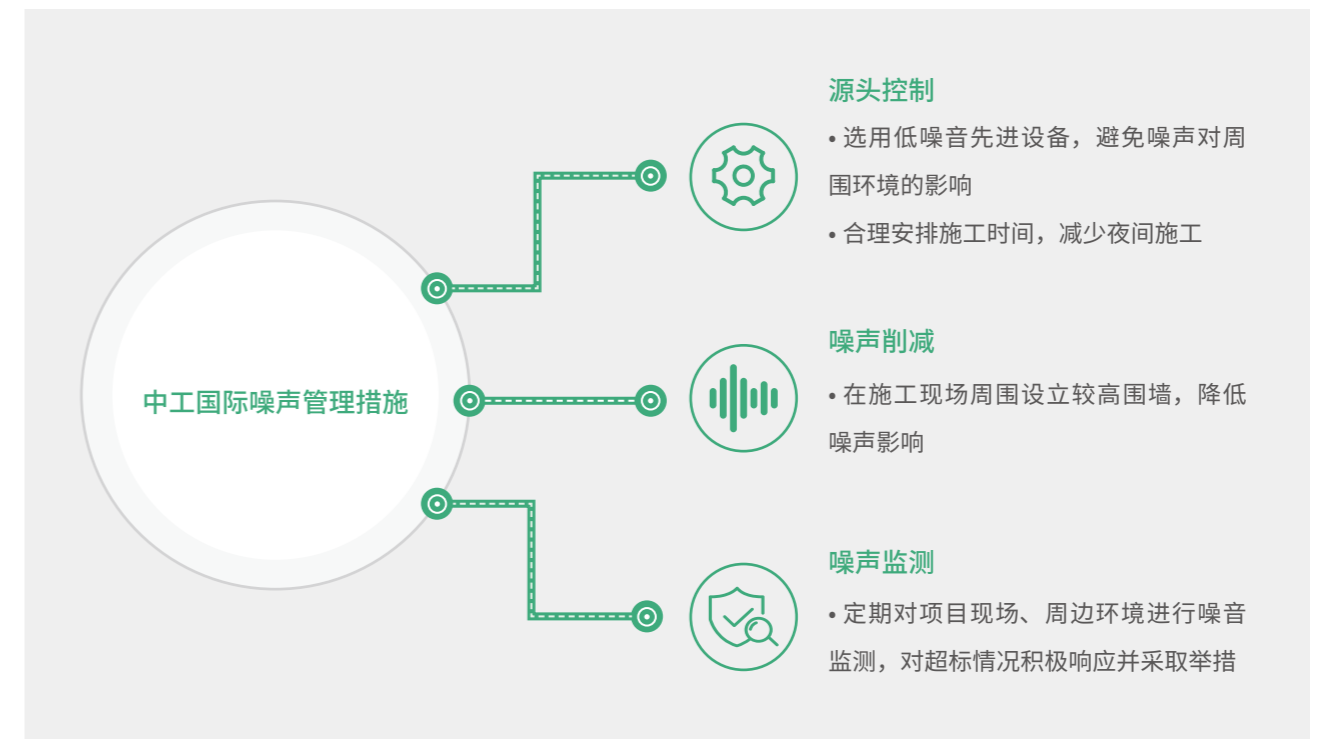 中工国际噪声管理措施
源头控制
• 选用低噪音先进设备，避免噪声对周
围环境的影响
• 合理安排施工时间，减少夜间施工
噪声削减
• 在施工现场周围设立较高围墙，降低
噪声影响
噪声监测
• 定期对项目现场、周边环境进行噪音
监测，对超标情况积极响应并采取举措